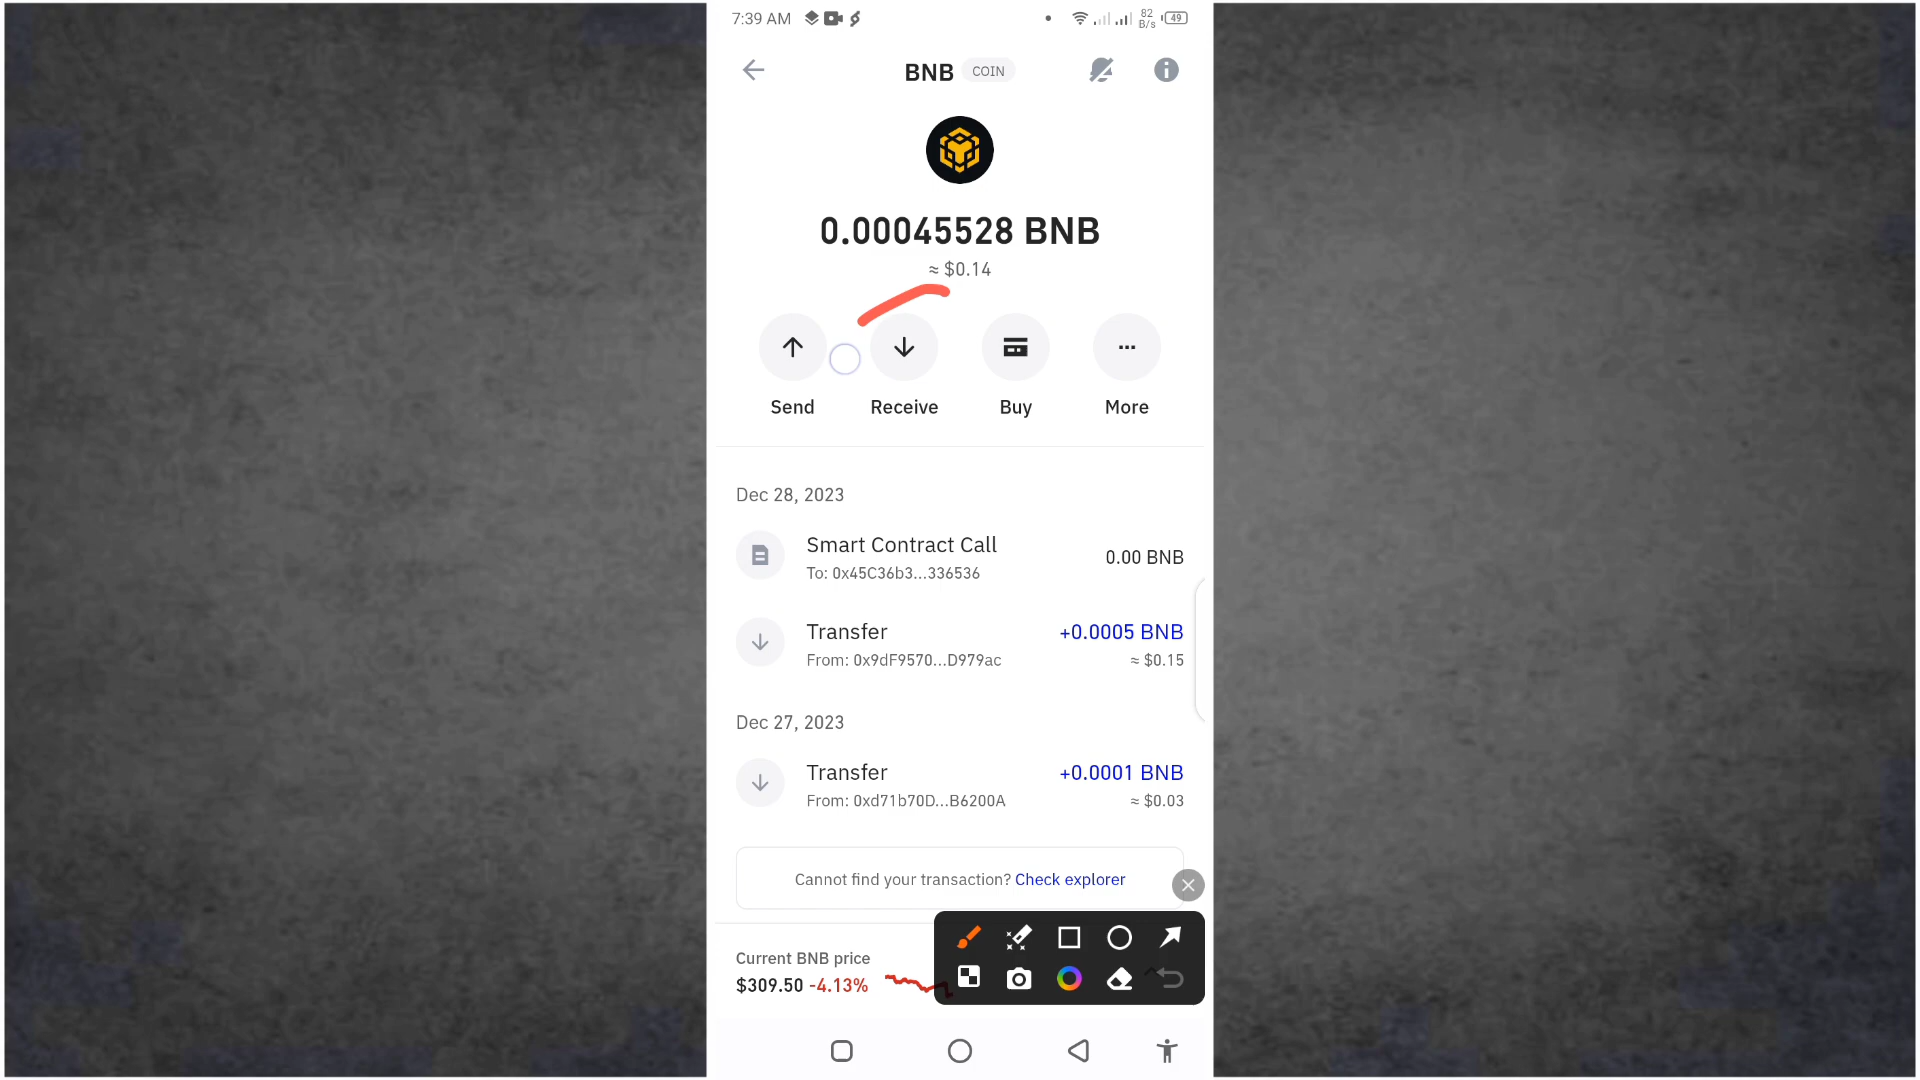 7:39 AM
82
B/s
49
BNB COIN
0.00045528 BNB
≈ $0.14
Send Receive Buy More
Dec 28, 2023
Smart Contract Call
0.00 BNB
To: 0x45C36b3...336536
Transfer
+0.0005 BNB
From: 0x9dF9570...D979ac
≈ $0.15
Dec 27, 2023
Transfer
+0.0001 BNB
From: 0xd71b70D...B6200A
≈ $0.03
Cannot find your transaction? Check explorer
Current BNB price
$309.50 -4.13%